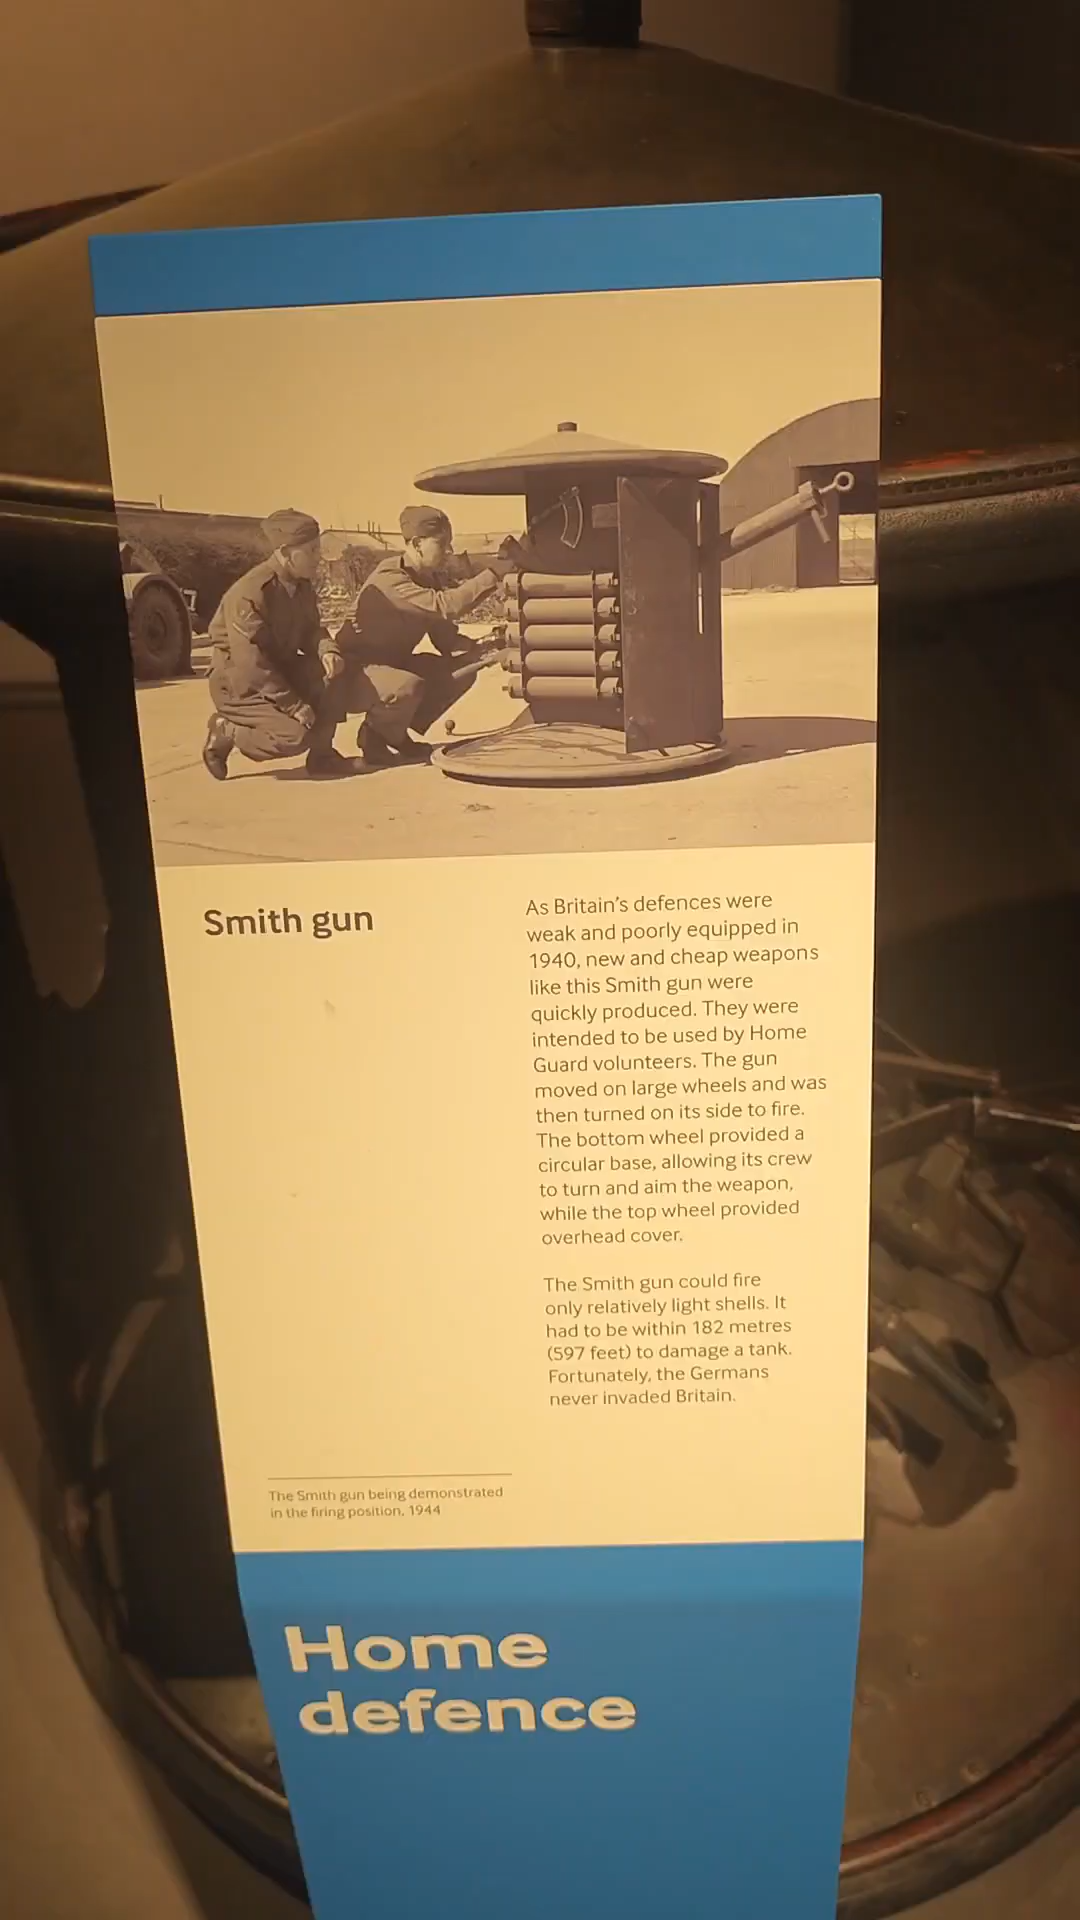 Smith gun
As Britain's defences were
weak and poorly equipped in
1940, new and cheap weapons
like this Smith gun were
quickly produced. They were
intended to be used by Home
Guard volunteers. The gun
moved on large wheels and was
then turned on its side to fire.
The bottom wheel provided a
circular base, allowing its crew
to turn and aim the weapon,
while the top wheel provided
overhead cover.
The Smith gun could fire
only relatively light shells. It
had to be within 182 metres
(597 feet) to damage a tank.
Fortunately, the Germans
never invaded Britain.
The Smith gun being demonstrated
in the firing position, 1944
Home
defence